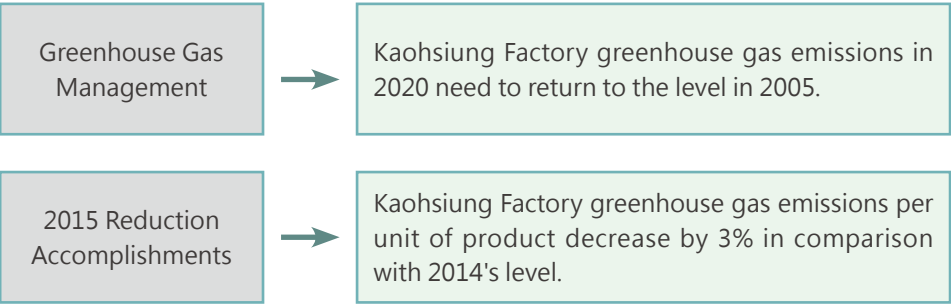 Greenhouse Gas
Management
Kaohsiung Factory greenhouse gas emissions in
2020 need to return to the level in 2005.
2015 Reduction
Accomplishments
Kaohsiung Factory greenhouse gas emissions per
unit of product decrease by 3% in comparison
with 2014's level.